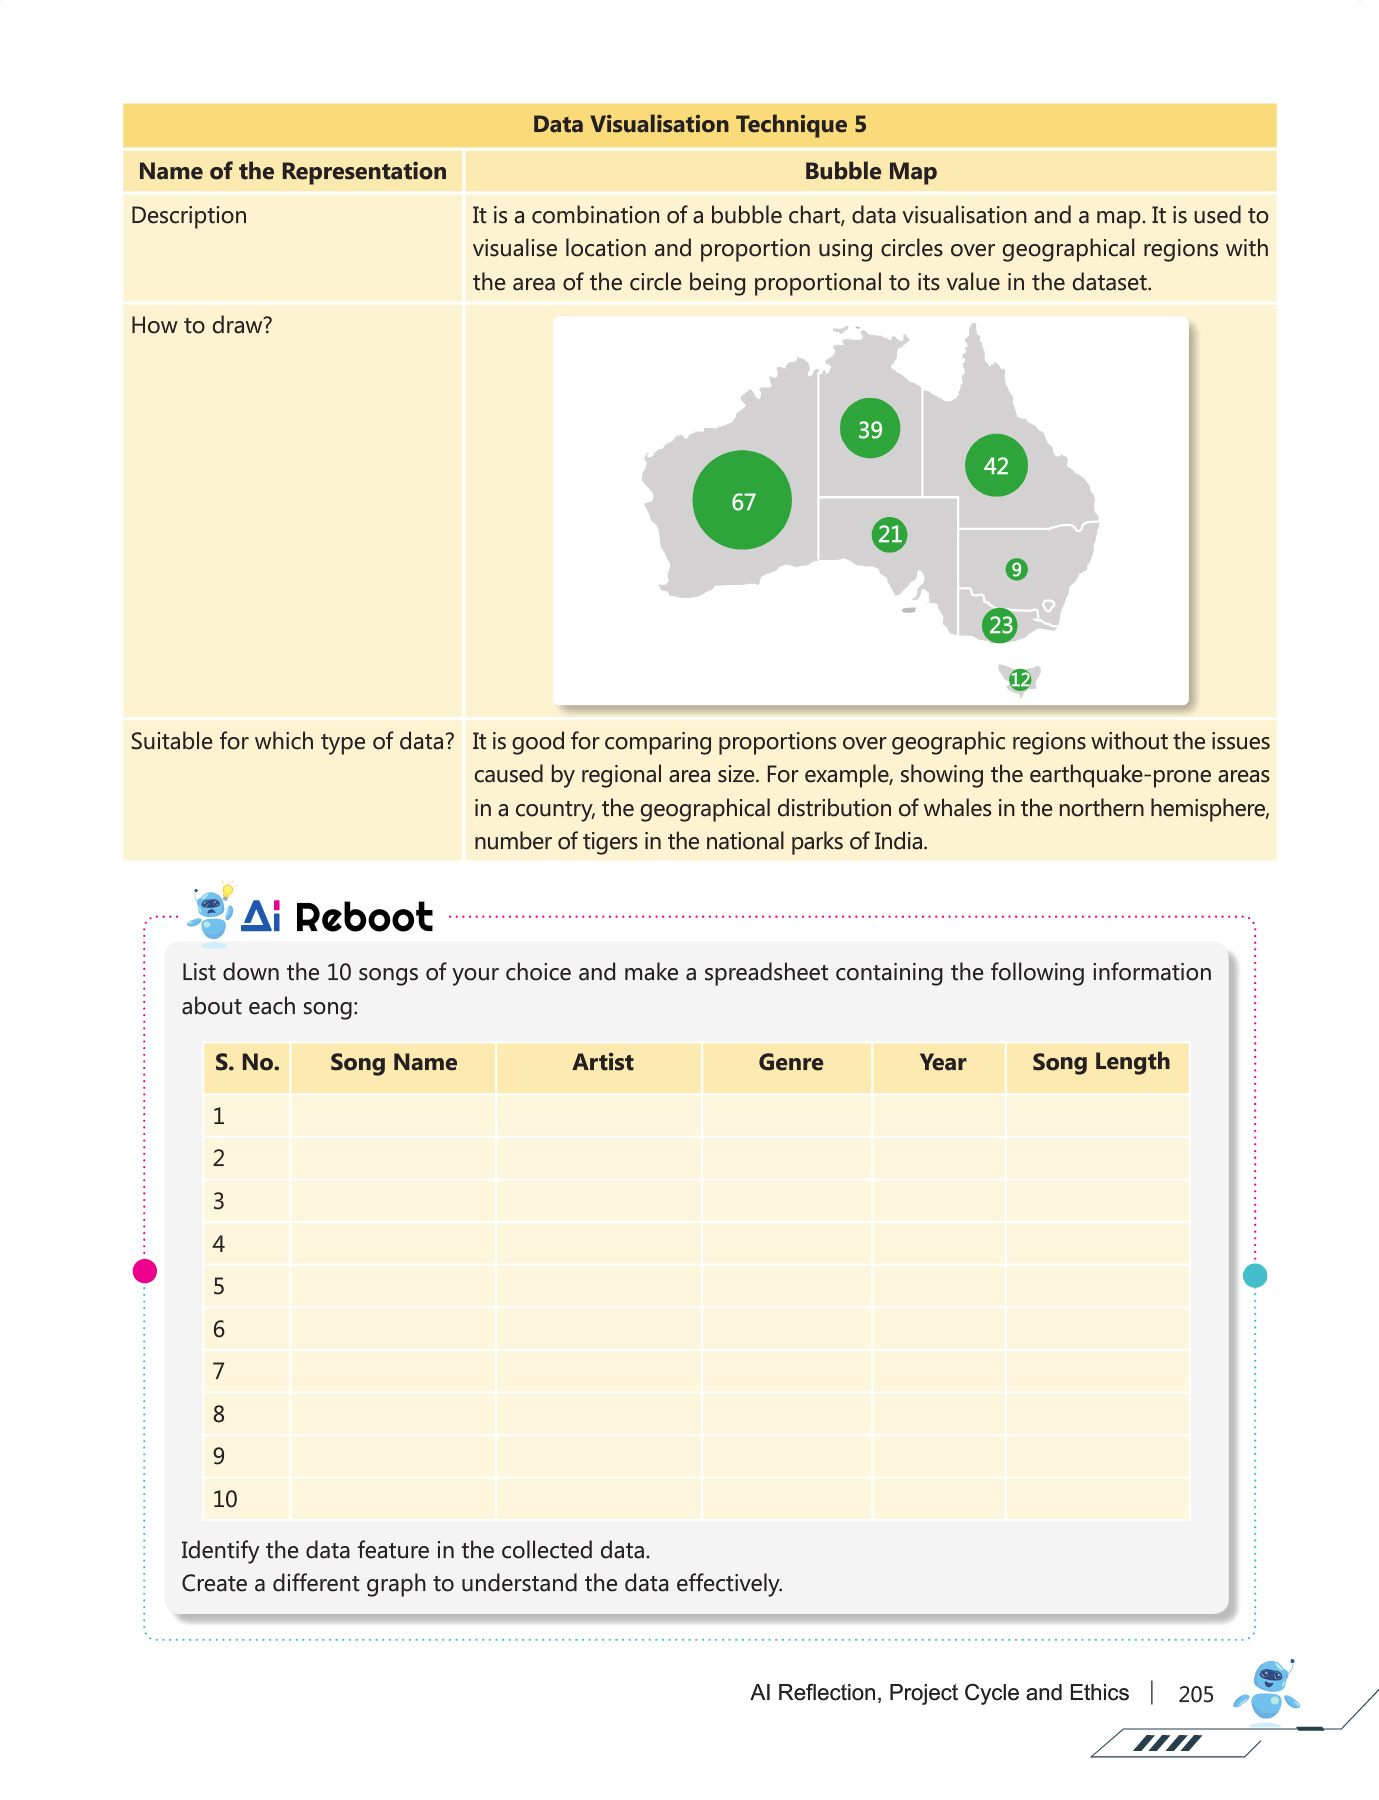 Data Visualisation Technique 5
Name of the Representation
Bubble Map
Description
It is a combination of a bubble chart, data visualisation and a map. It is used to
visualise location and proportion using circles over geographical regions with
the area of the circle being proportional to its value in the dataset.
How to draw?
39
42
67
21
9
23
12
Suitable for which type of data?
It is good for comparing proportions over geographic regions without the issues
caused by regional area size. For example, showing the earthquake-prone areas
in a country, the geographical distribution of whales in the northern hemisphere,
number of tigers in the national parks of India.
Ai Reboot
List down the 10 songs of your choice and make a spreadsheet containing the following information
about each song:
S. No. Song Name Artist Genre Year Song Length
1
2
3
4
5
6
7
8
9
10
Identify the data feature in the collected data.
Create a different graph to understand the data effectively.
AI Reflection, Project Cycle and Ethics | 205